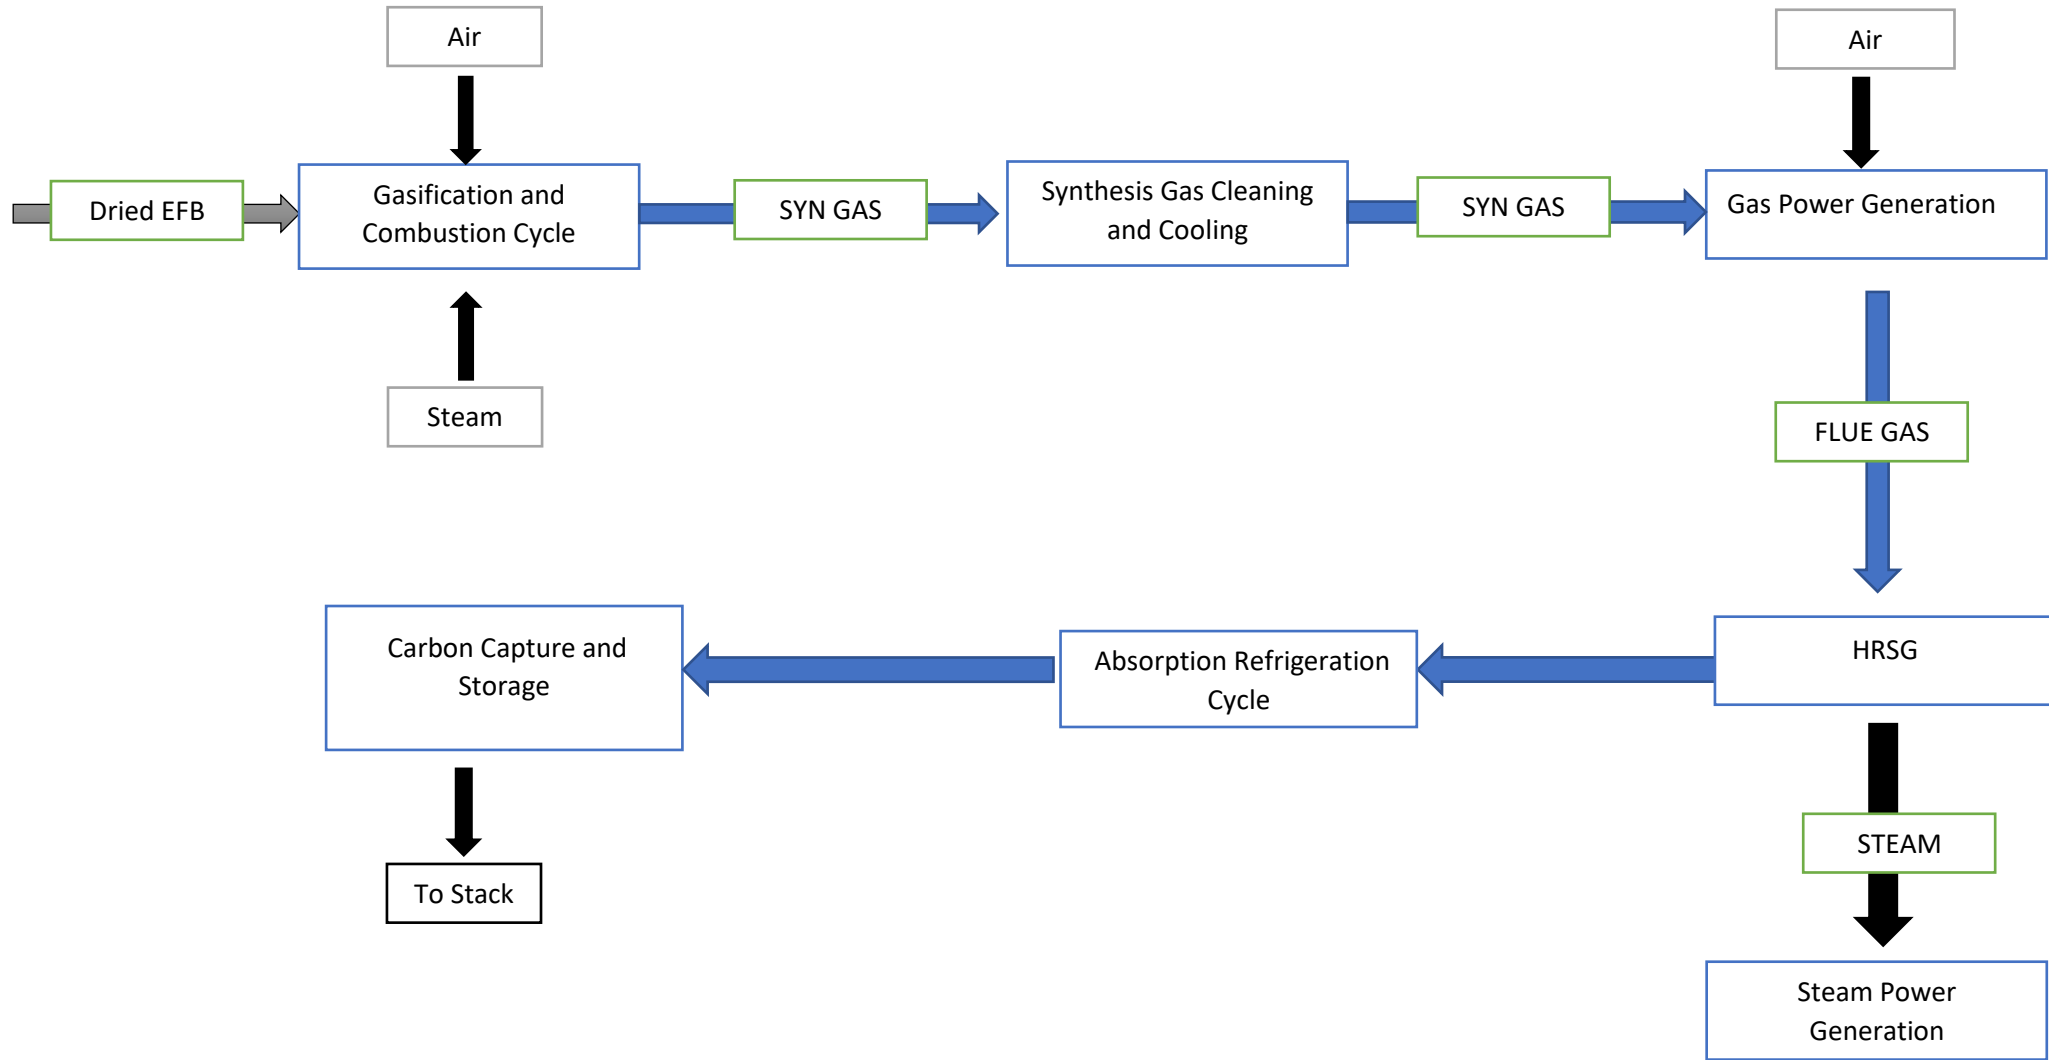 Air
Air
Dried EFB
Gasification and
Combustion Cycle
SYN GAS
Synthesis Gas Cleaning
and Cooling
SYN GAS
Gas Power Generation
Steam
FLUE GAS
Carbon Capture and
Storage
Absorption Refrigeration
Cycle
HRSG
STEAM
To Stack
Steam Power
Generation